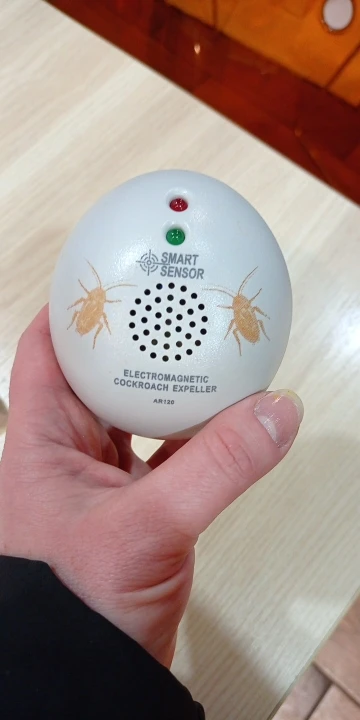 SMART
SENSOR
ELECTROMAGNETIC
COCKROACH EXPELLER
AR120